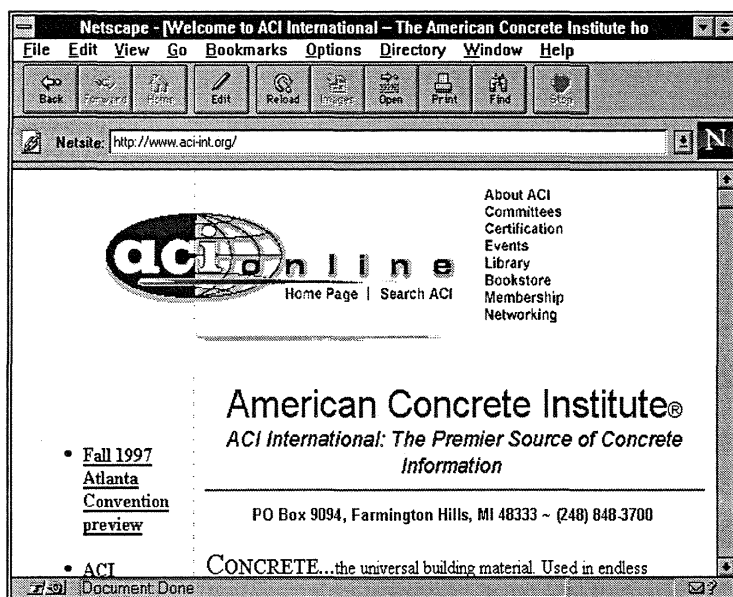 Netscape - [Welcome to ACI International – The American Concrete Institute ho
File Edit View Go Bookmarks Options Directory Window Help
Back Forward Home Edit Reload Images Open Print Find Stop
Netsite: http://www.aci-int.org/ N
About ACI
Committees
Certification
Events
Library
Bookstore
Membership
Networking
aci online
Home Page | Search ACI
American Concrete Institute®
ACI International: The Premier Source of Concrete
Information
PO Box 9094, Farmington Hills, MI 48333 ~ (248) 848-3700
CONCRETE...the universal building material. Used in endless
• Fall 1997
Atlanta
Convention
preview
• ACI
Document: Done
?